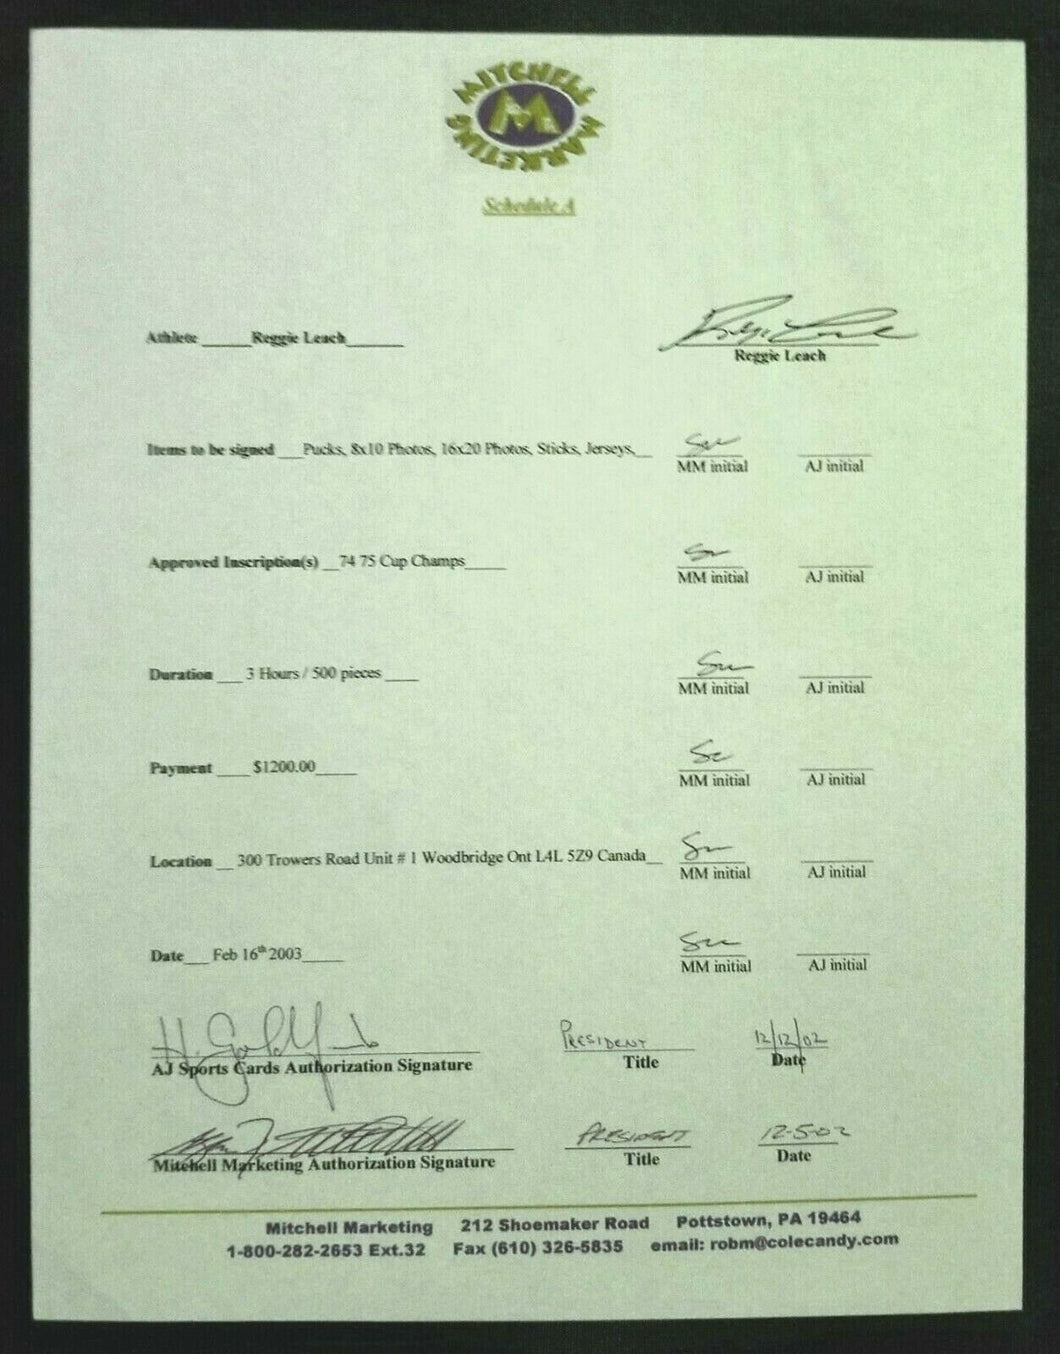 MITCHELL MARKETING
M
Schedule A
Athlete ______Reggie Leach_______
Reggie Leach
Reggie Leach
Items to be signed ___Pucks, 8x10 Photos, 16x20 Photos, Sticks, Jerseys,__
MM initial AJ initial
Approved Inscription(s) __74 75 Cup Champs_____
MM initial AJ initial
Duration ___ 3 Hours / 500 pieces ____
MM initial AJ initial
Payment ____ $1200.00_____
MM initial AJ initial
Location __ 300 Trowers Road Unit # 1 Woodbridge Ont L4L 5Z9 Canada__
MM initial AJ initial
Date___ Feb 16th 2003_____
MM initial AJ initial
PRESIDENT 12/12/02
AJ Sports Cards Authorization Signature Title Date
PRESIDENT 12-5-02
Mitchell Marketing Authorization Signature Title Date
Mitchell Marketing 212 Shoemaker Road Pottstown, PA 19464
1-800-282-2653 Ext.32 Fax (610) 326-5835 email: robm@colecandy.com